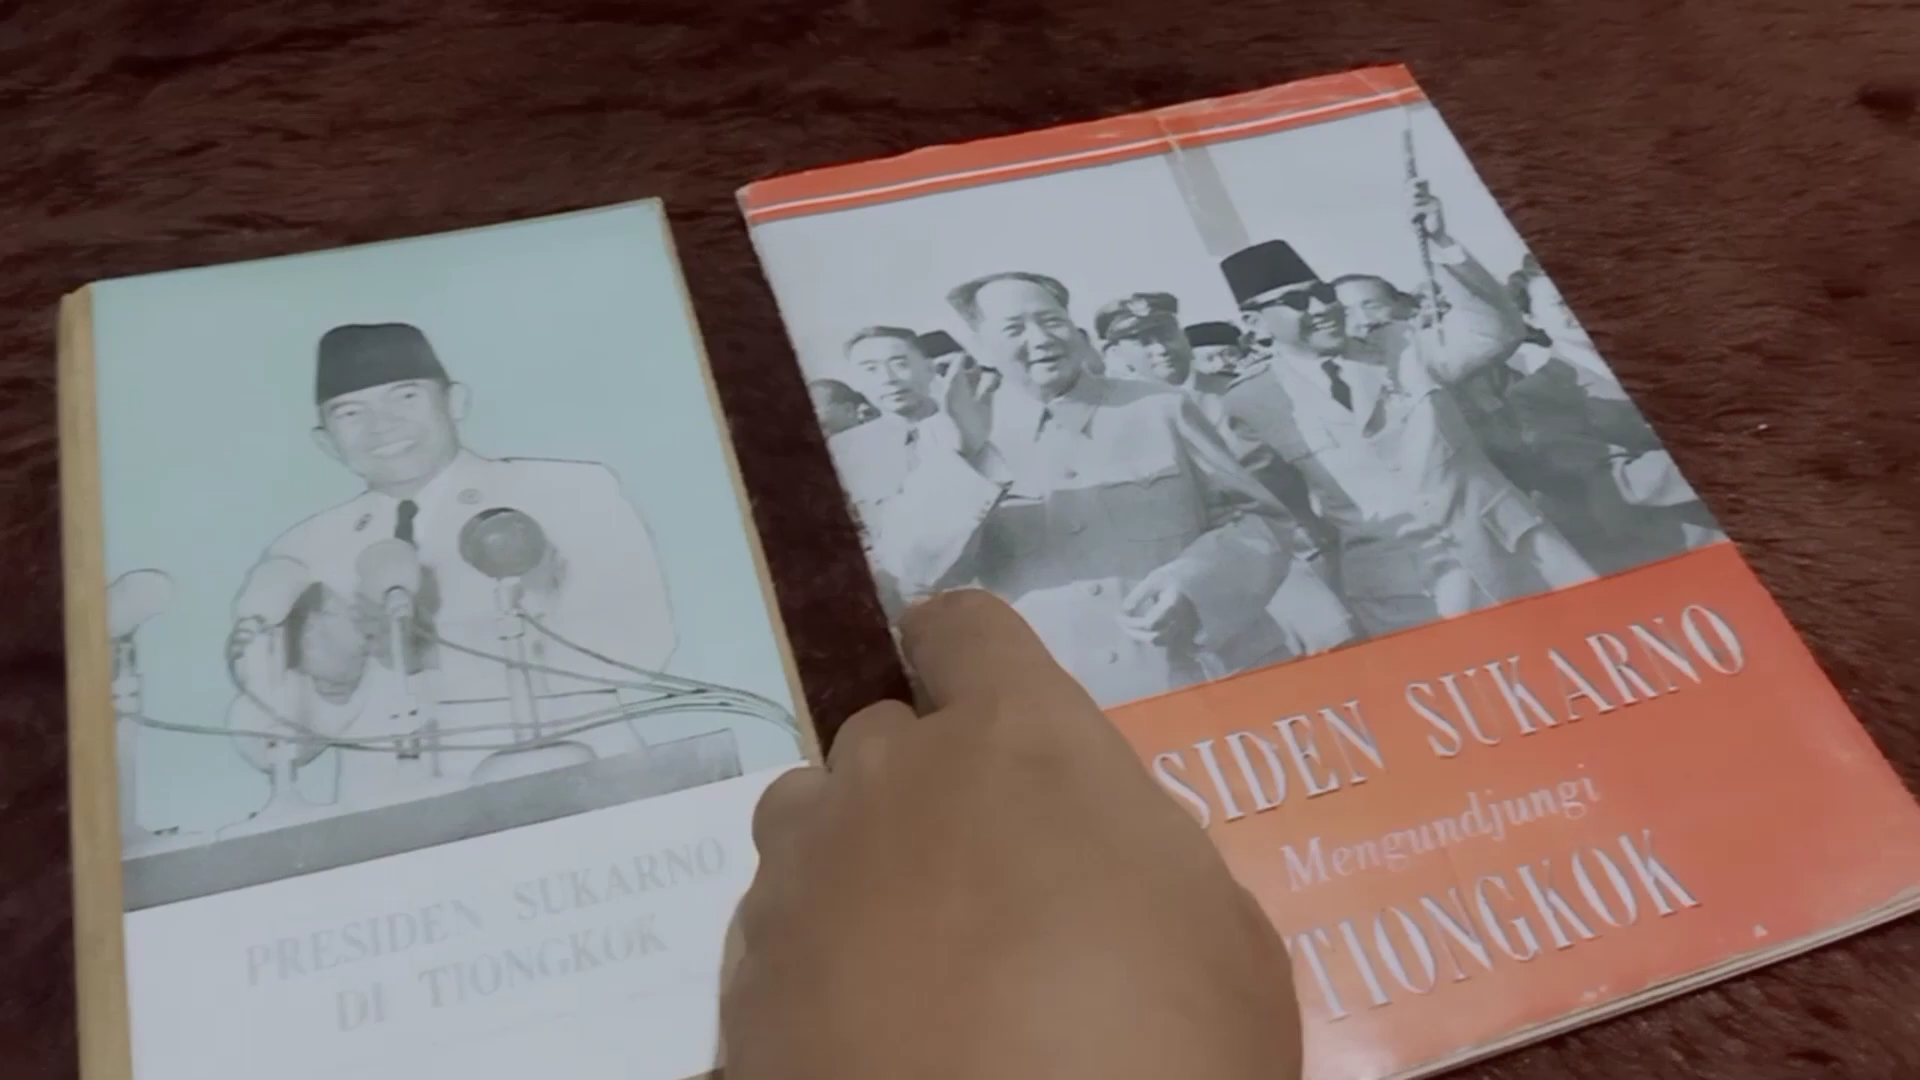 PRESIDEN SUKARNO
DI TIONGKOK
SIDEN SUKARNO
Mengundjungi
TIONGKOK